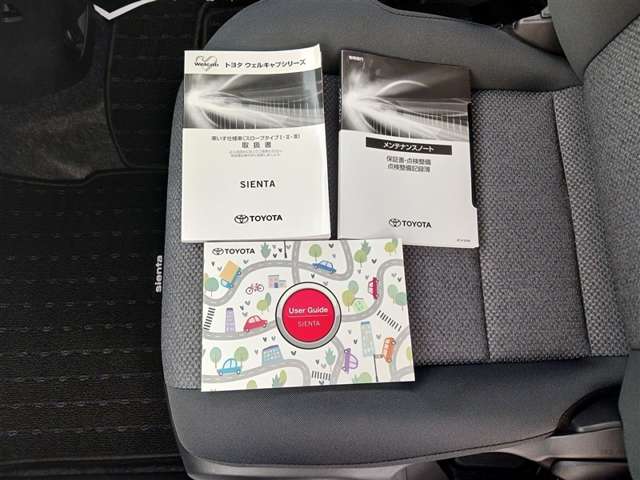 Welcab
トヨタ ウェルキャブシリーズ
車いす仕様車(スロープタイプⅠ・Ⅱ・Ⅲ)
取扱書
SIENTA
TOYOTA
メンテナンスノート
保証書・点検整備
点検整備記録簿
TOYOTA
TOYOTA
User Guide
SIENTA
sienta